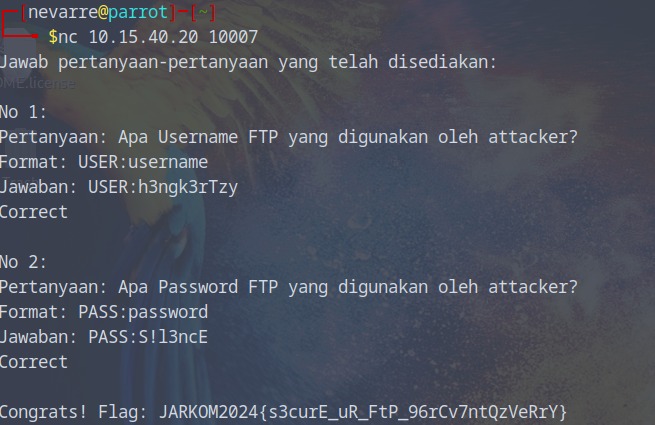 [nevarre@parrot]-[~]
$nc 10.15.40.20 10007
Jawab pertanyaan-pertanyaan yang telah disediakan:
OME.license
No 1:
Pertanyaan: Apa Username FTP yang digunakan oleh attacker?
Format: USER:username
Jawaban: USER:h3ngk3rTzy
Correct
No 2:
Pertanyaan: Apa Password FTP yang digunakan oleh attacker?
Format: PASS:password
Jawaban: PASS:S!l3ncE
Correct
Congrats! Flag: JARKOM2024{s3curE_uR_FtP_96rCv7ntQzVeRrY}